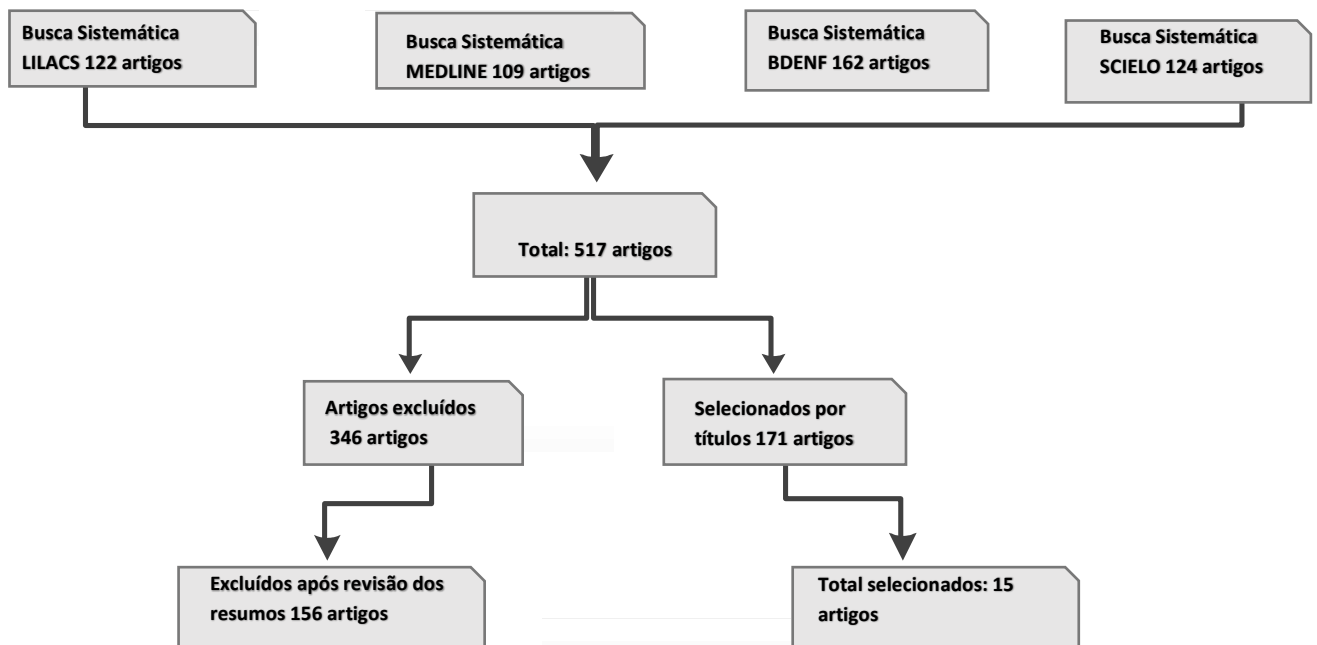 Busca Sistemática
LILACS 122 artigos
Busca Sistemática
MEDLINE 109 artigos
Busca Sistemática
BDENF 162 artigos
Busca Sistemática
SCIELO 124 artigos
Total: 517 artigos
Artigos excluídos
346 artigos
Selecionados por
títulos 171 artigos
Excluídos após revisão dos
resumos 156 artigos
Total selecionados: 15
artigos